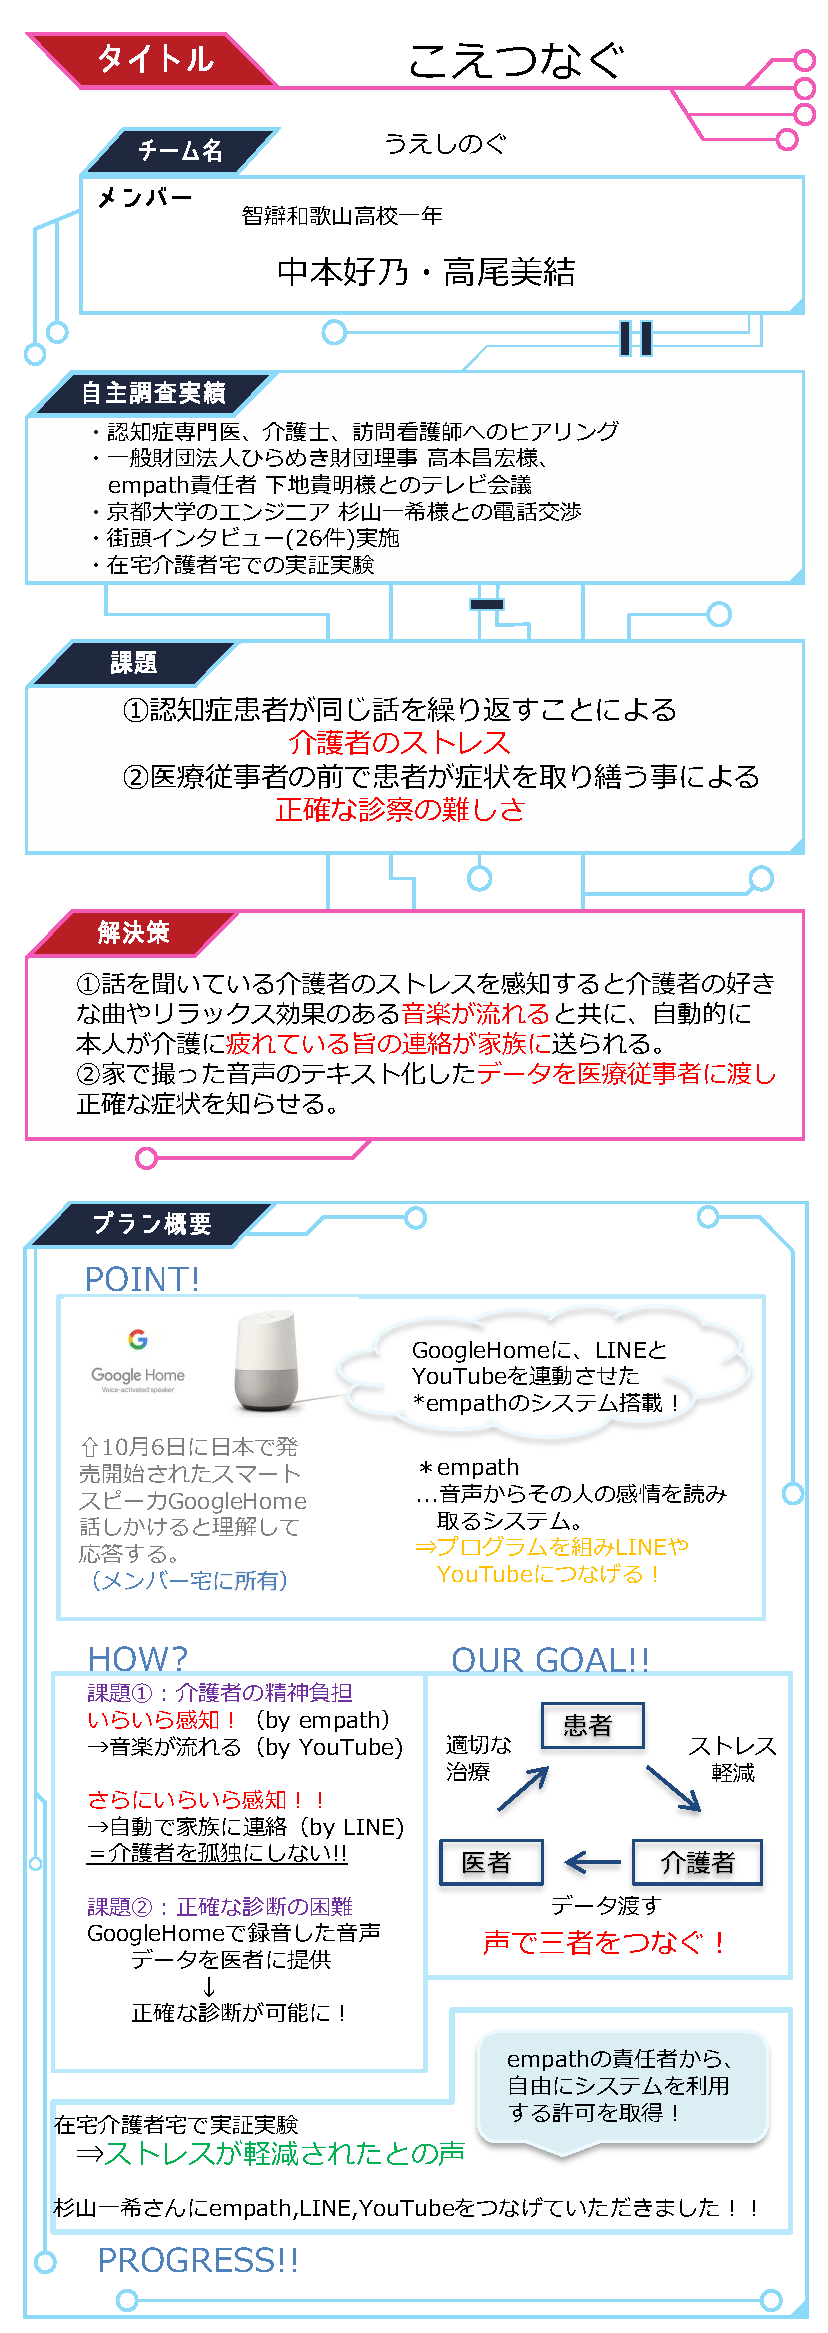 タイトル
こえつなぐ
チーム名
うえしのぐ
メンバー
智辯和歌山高校一年
中本好乃・高尾美結
自主調査実績
・認知症専門医、介護士、訪問看護師へのヒアリング
・一般財団法人ひらめき財団理事 高本昌宏様、
empath責任者 下地貴明様とのテレビ会議
・京都大学のエンジニア 杉山一希様との電話交渉
・街頭インタビュー(26件)実施
・在宅介護者宅での実証実験
課題
①認知症患者が同じ話を繰り返すことによる
介護者のストレス
②医療従事者の前で患者が症状を取り繕う事による
正確な診察の難しさ
解決策
①話を聞いている介護者のストレスを感知すると介護者の好き
な曲やリラックス効果のある音楽が流れると共に、自動的に
本人が介護に疲れている旨の連絡が家族に送られる。
②家で撮った音声のテキスト化したデータを医療従事者に渡し
正確な症状を知らせる。
プラン概要
POINT!
Google Home
Voice-activated speaker
GoogleHomeに、LINEと
YouTubeを連動させた
*empathのシステム搭載！
⇧10月6日に日本で発
売開始されたスマート
スピーカGoogleHome
話しかけると理解して
応答する。
（メンバー宅に所有）
＊empath
…音声からその人の感情を読み
取るシステム。
⇒プログラムを組みLINEや
YouTubeにつなげる！
HOW?
課題①：介護者の精神負担
いらいら感知！（by empath）
→音楽が流れる（by YouTube)
さらにいらいら感知！！
→自動で家族に連絡（by LINE)
＝介護者を孤独にしない!!
課題②：正確な診断の困難
GoogleHomeで録音した音声
データを医者に提供
↓
正確な診断が可能に！
OUR GOAL!!
患者
適切な
治療
ストレス
軽減
医者
介護者
データ渡す
声で三者をつなぐ！
empathの責任者から、
自由にシステムを利用
する許可を取得！
在宅介護者宅で実証実験
⇒ストレスが軽減されたとの声
杉山一希さんにempath,LINE,YouTubeをつなげていただきました！！
PROGRESS!!